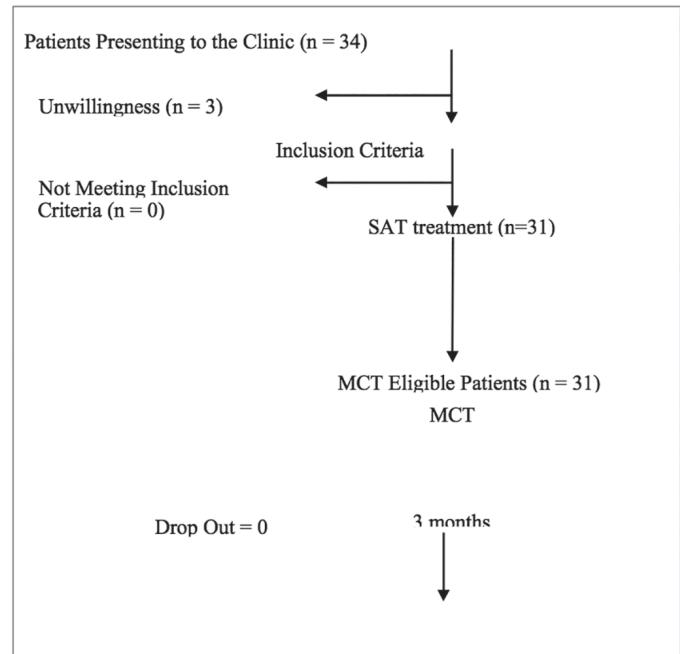 Patients Presenting to the Clinic (n = 34)
Unwillingness (n = 3)
Inclusion Criteria
Not Meeting Inclusion
Criteria (n = 0)
SAT treatment (n=31)
MCT Eligible Patients (n = 31)
MCT
Drop Out = 0
3 months